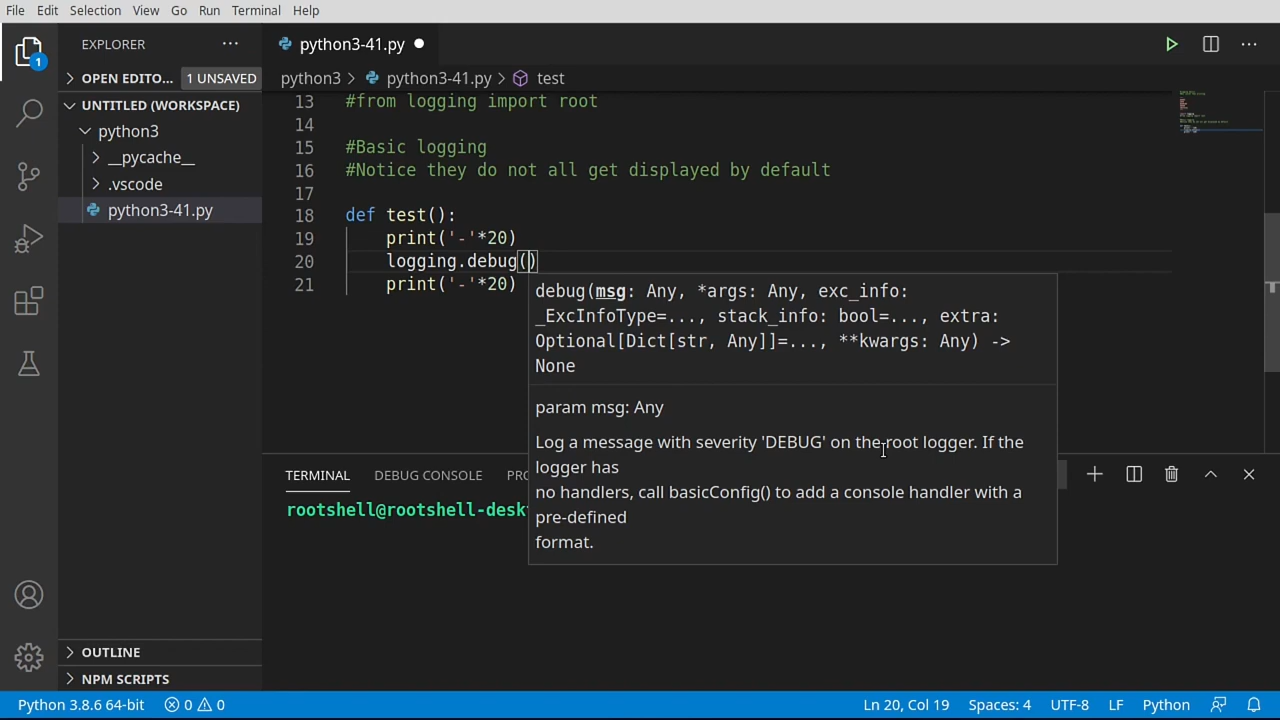 File Edit Selection View Go Run Terminal Help
EXPLORER
python3-41.py
OPEN EDITO... 1 UNSAVED
python3 > python3-41.py > test
UNTITLED (WORKSPACE)
python3
__pycache__
.vscode
python3-41.py
1
13 #from logging import root
14
15 #Basic logging
16 #Notice they do not all get displayed by default
17
18 def test():
19 print('-'*20)
20 logging.debug()
21 print('-'*20)
debug(msg: Any, *args: Any, exc_info:
_ExcInfoType=..., stack_info: bool=..., extra:
Optional[Dict[str, Any]]=..., **kwargs: Any) ->
None
param msg: Any
Log a message with severity 'DEBUG' on the root logger. If the
logger has
no handlers, call basicConfig() to add a console handler with a
pre-defined
format.
TERMINAL DEBUG CONSOLE
rootshell@rootshell-deskt
OUTLINE
NPM SCRIPTS
Python 3.8.6 64-bit 0 0 Ln 20, Col 19 Spaces: 4 UTF-8 LF Python